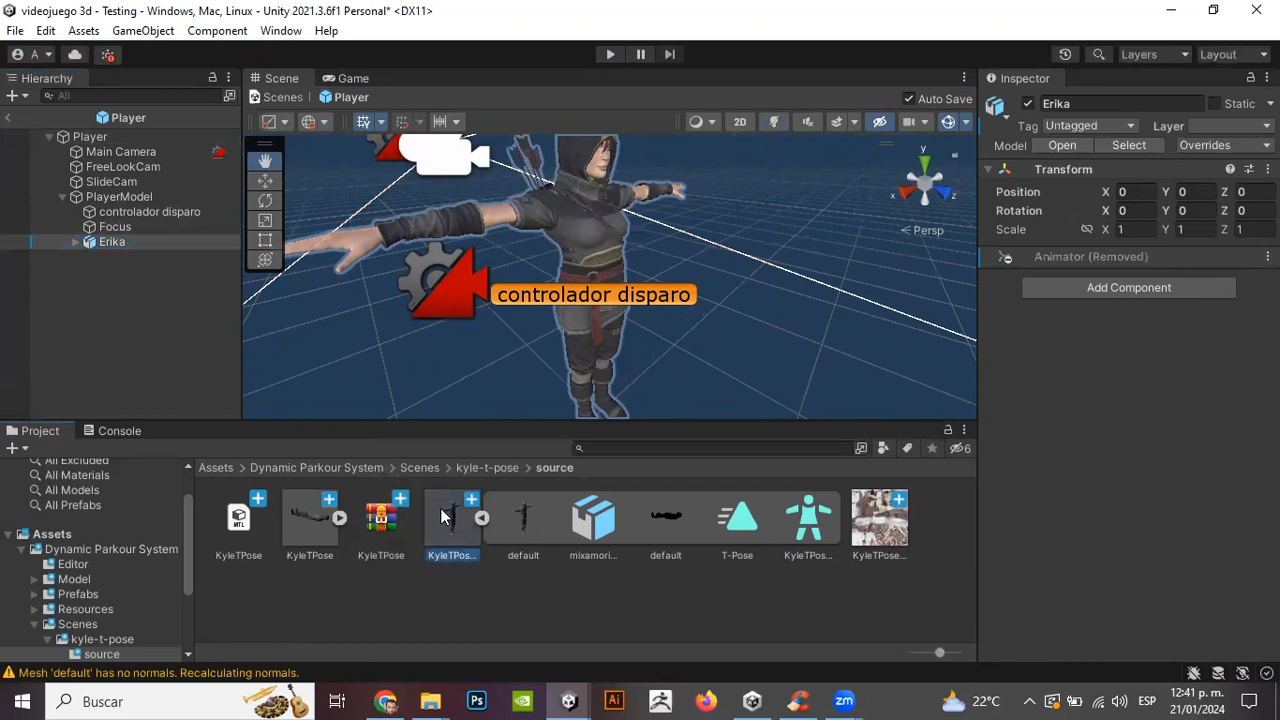 videojuego 3d - Testing - Windows, Mac, Linux - Unity 2021.3.6f1 Personal* <DX11>
File Edit Assets GameObject Component Window Help
A Layers Layout
Hierarchy Scene Game Inspector
All Scenes Player Auto Save Erika Static
Player Tag Untagged Layer
2D Model Open Select Overrides
Player
Main Camera
FreeLookCam
SlideCam
PlayerModel
controlador disparo
Focus
Erika
y
x z
Persp
controlador disparo
Transform
Position X 0 Y 0 Z 0
Rotation X 0 Y 0 Z 0
Scale X 1 Y 1 Z 1
Animator (Removed)
Add Component
Project Console
6
All Excluded
All Materials
All Models
All Prefabs
Assets
Dynamic Parkour System
Editor
Model
Prefabs
Resources
Scenes
kyle-t-pose
source
Assets Dynamic Parkour System Scenes kyle-t-pose source
MTL
KyleTPose KyleTPose KyleTPose KyleTPos... default mixamori... default T-Pose KyleTPos... KyleTPose...
Mesh 'default' has no normals. Recalculating normals.
Buscar Ps Ai zm 22°C ESP 12:41 p. m.
21/01/2024